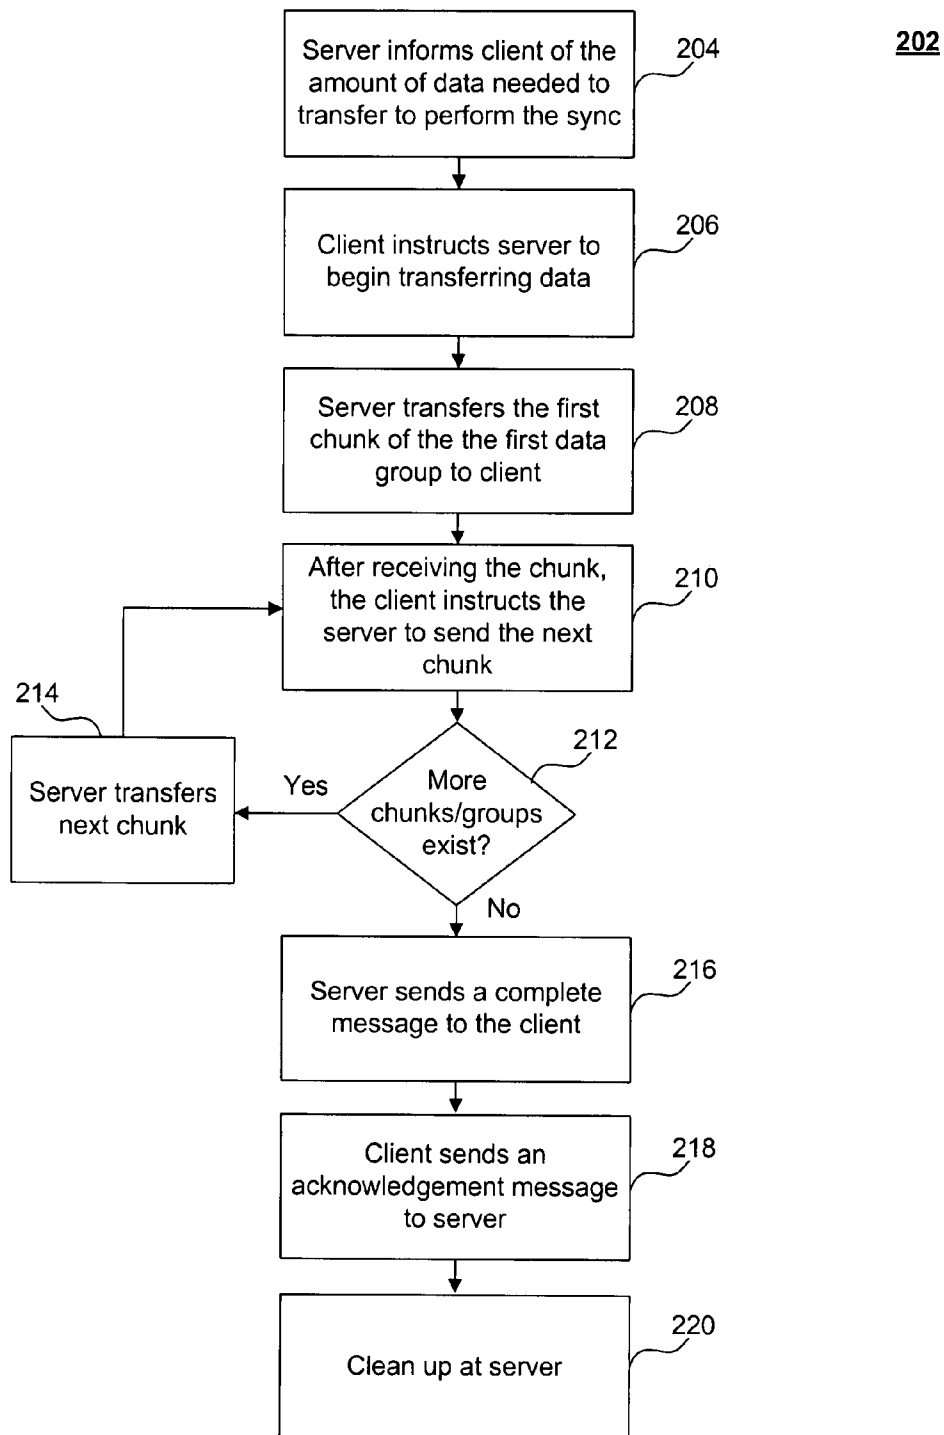 202
Server informs client of the
amount of data needed to
transfer to perform the sync
204
Client instructs server to
begin transferring data
206
Server transfers the first
chunk of the the first data
group to client
208
After receiving the chunk,
the client instructs the
server to send the next
chunk
210
More
chunks/groups
exist?
212
Yes
214
Server transfers
next chunk
No
Server sends a complete
message to the client
216
Client sends an
acknowledgement message
to server
218
Clean up at server
220